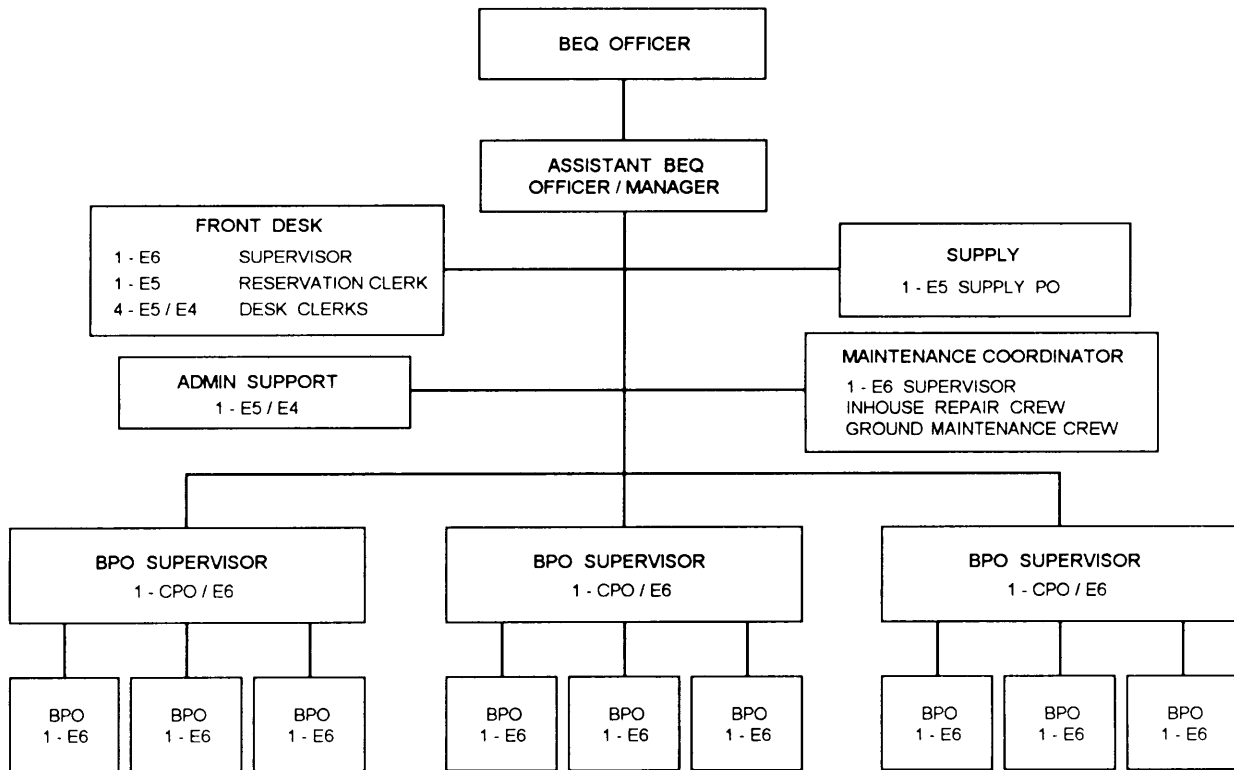 BEQ OFFICER
ASSISTANT BEQ
OFFICER / MANAGER
FRONT DESK
1 - E6 SUPERVISOR
1 - E5 RESERVATION CLERK
4 - E5 / E4 DESK CLERKS
SUPPLY
1 - E5 SUPPLY PO
ADMIN SUPPORT
1 - E5 / E4
MAINTENANCE COORDINATOR
1 - E6 SUPERVISOR
INHOUSE REPAIR CREW
GROUND MAINTENANCE CREW
BPO SUPERVISOR
1 - CPO / E6
BPO SUPERVISOR
1 - CPO / E6
BPO SUPERVISOR
1 - CPO / E6
BPO
1 - E6
BPO
1 - E6
BPO
1 - E6
BPO
1 - E6
BPO
1 - E6
BPO
1 - E6
BPO
1 - E6
BPO
1 - E6
BPO
1 - E6